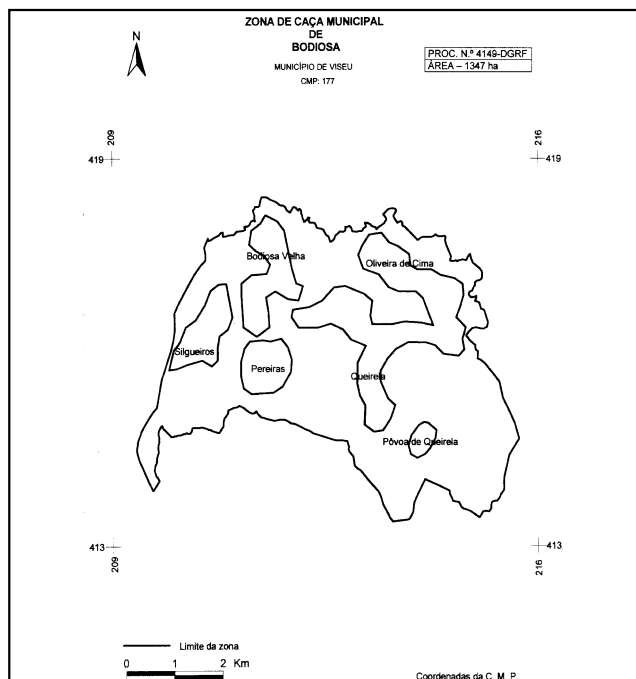 ZONA DE CAÇA MUNICIPAL
DE
BODIOSA
MUNICÍPIO DE VISEU
CMP: 177
PROC. N.º 4149-DGRF
ÁREA – 1347 ha
N
209
216
419
419
Bodiosa Velha
Oliveira de Cima
Silgueiros
Pereiras
Queirela
Póvoa de Queirela
413
413
209
216
Limite da zona
0 1 2 Km
Coordenadas da C. M. P.